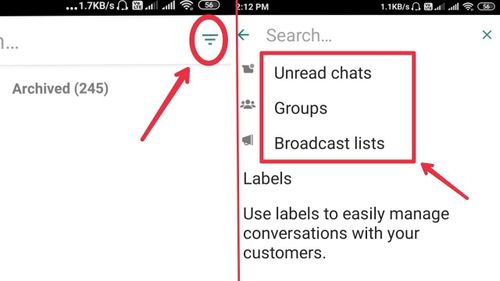 ...1.7KB/s 56
...
Archived (245)
2:12 PM 1.1KB/s 56
Search...
Unread chats
Groups
Broadcast lists
Labels
Use labels to easily manage
conversations with your
customers.